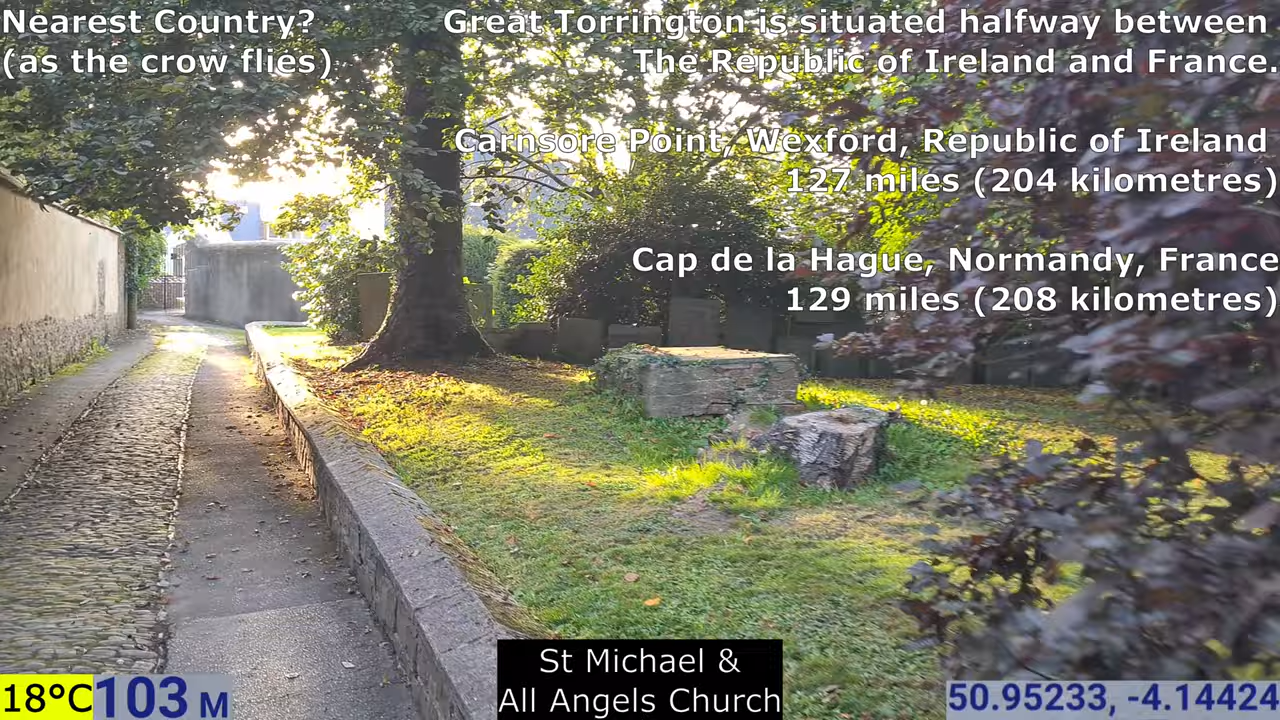 Nearest Country?
(as the crow flies)
Great Torrington is situated halfway between
The Republic of Ireland and France.
Carnsore Point, Wexford, Republic of Ireland
127 miles (204 kilometres)
Cap de la Hague, Normandy, France
129 miles (208 kilometres)
St Michael &
All Angels Church
18°C 103 M
50.95233, -4.14424